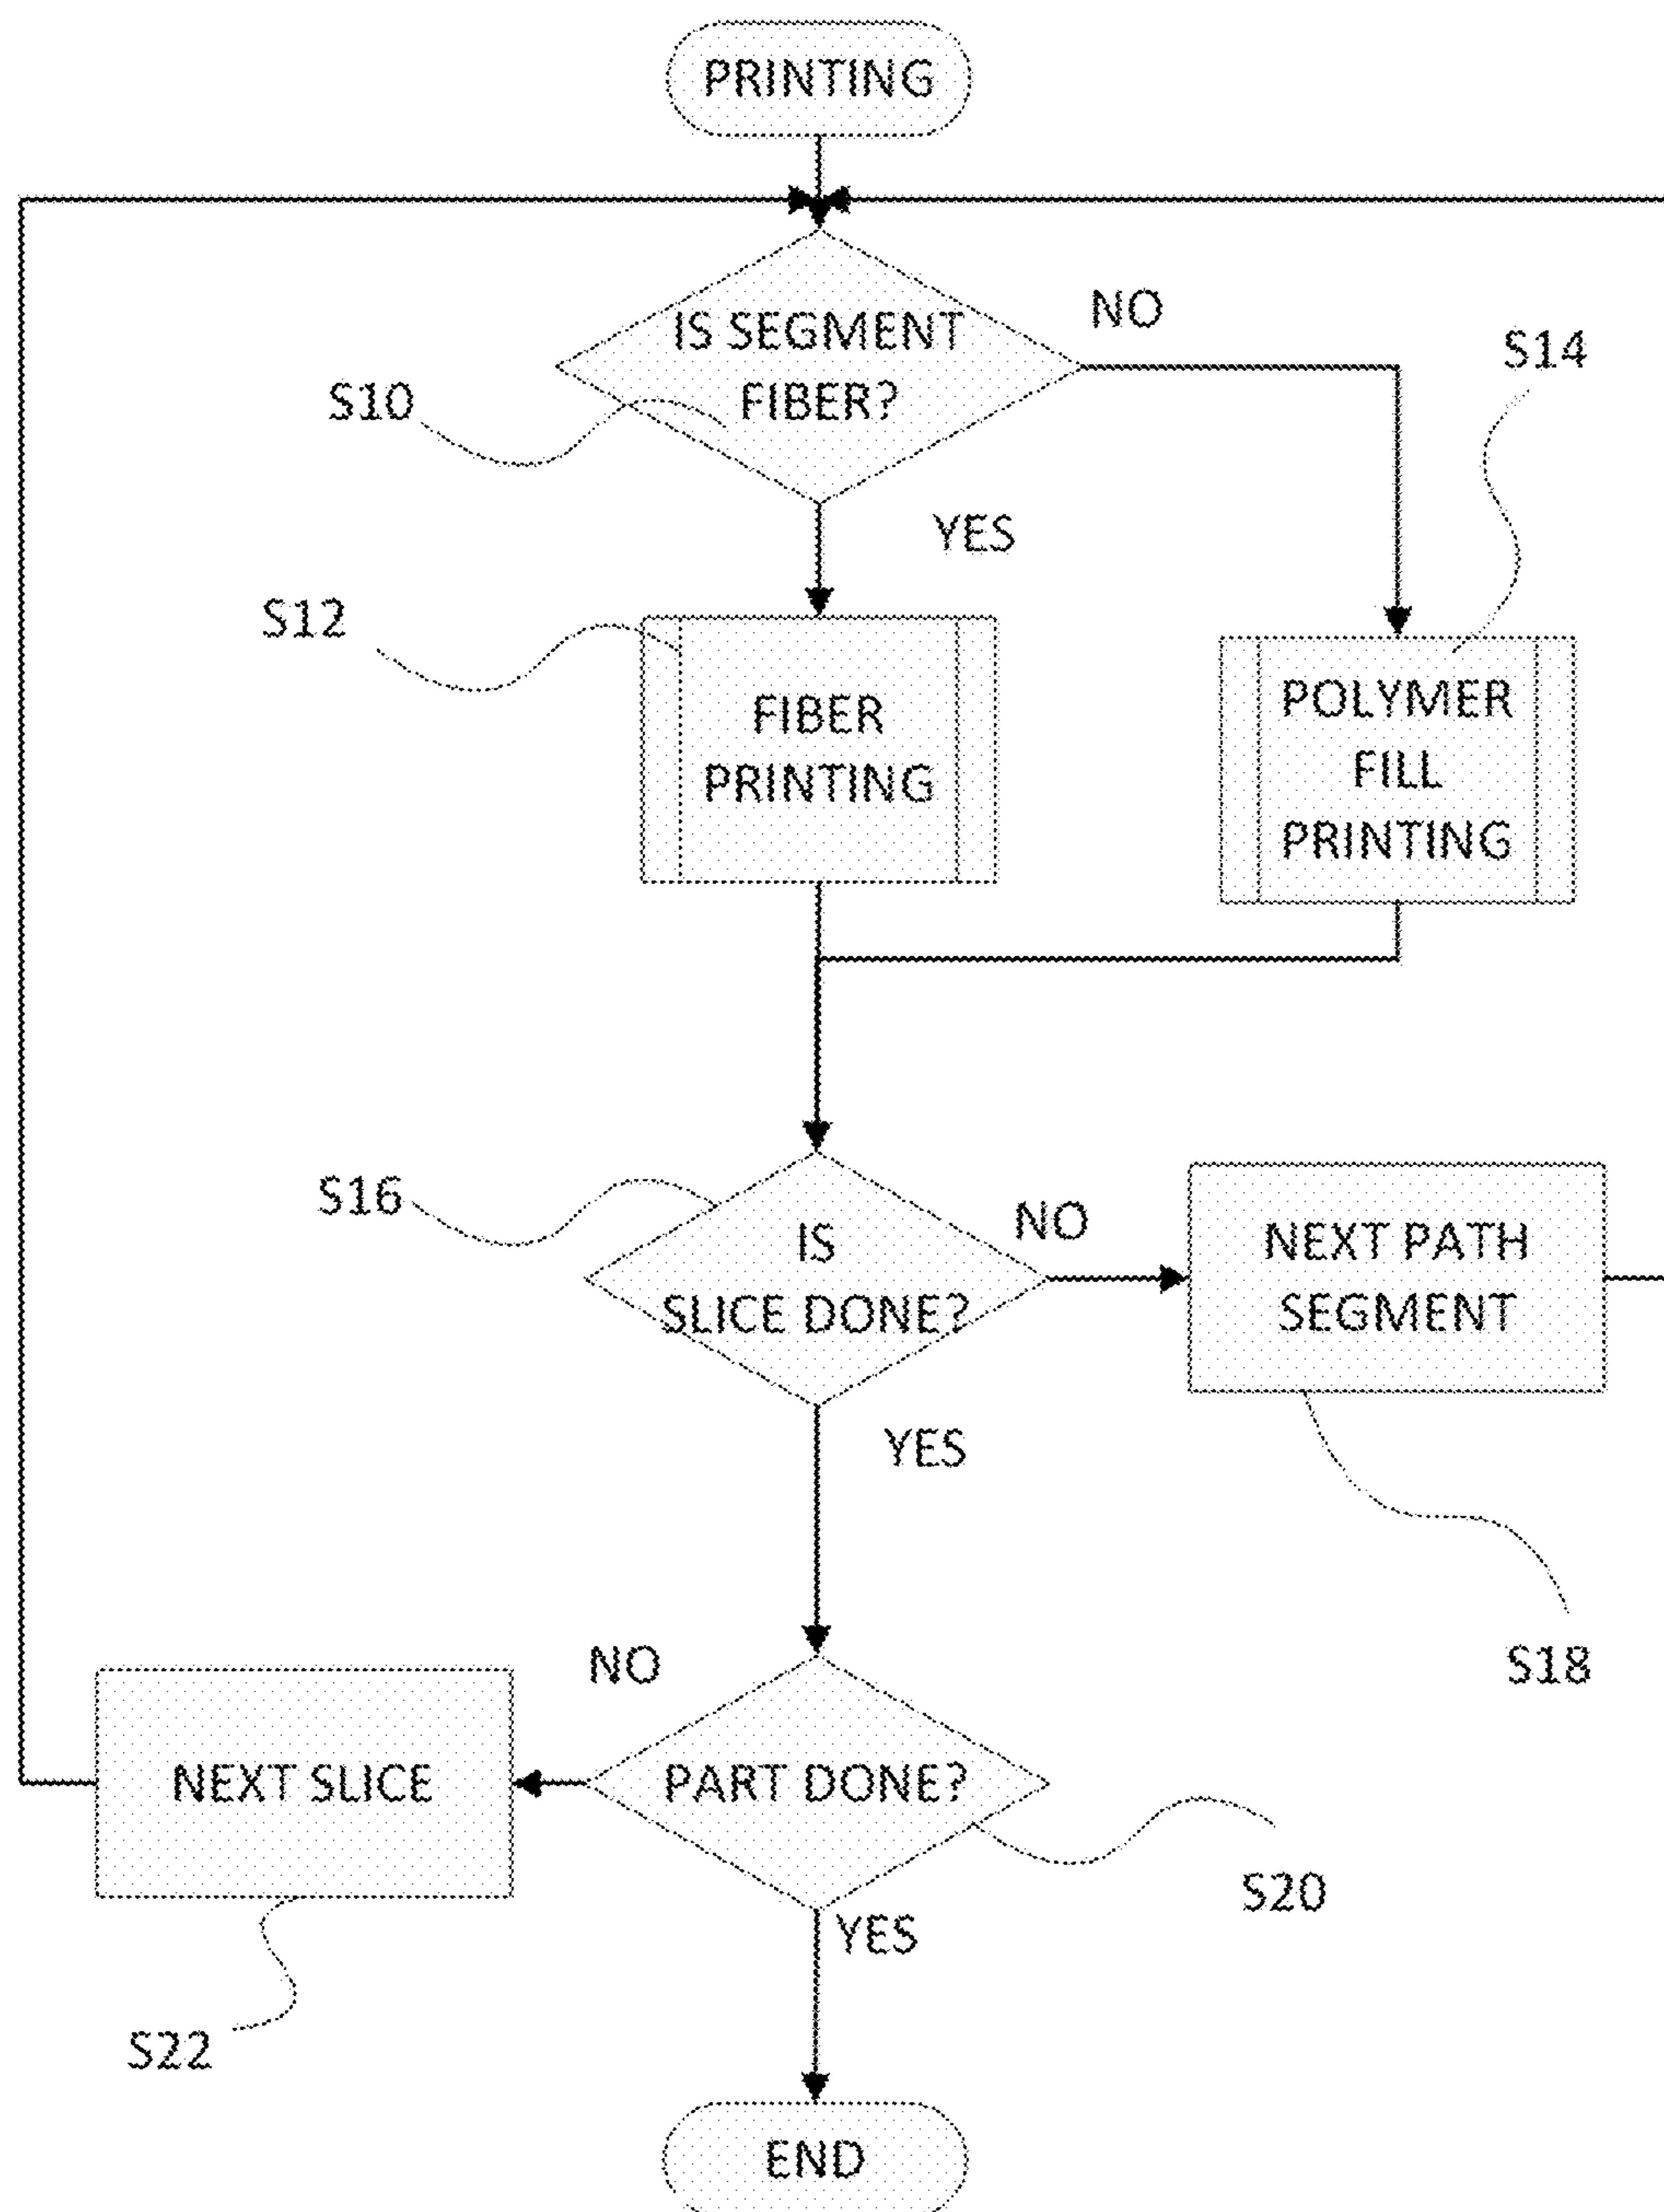 PRINTING
IS SEGMENT
FIBER?
NO
S10
S14
YES
S12
FIBER
PRINTING
POLYMER
FILL
PRINTING
S16
IS
SLICE DONE?
NO
NEXT PATH
SEGMENT
YES
S18
NO
NEXT SLICE
PART DONE?
S20
YES
S22
END